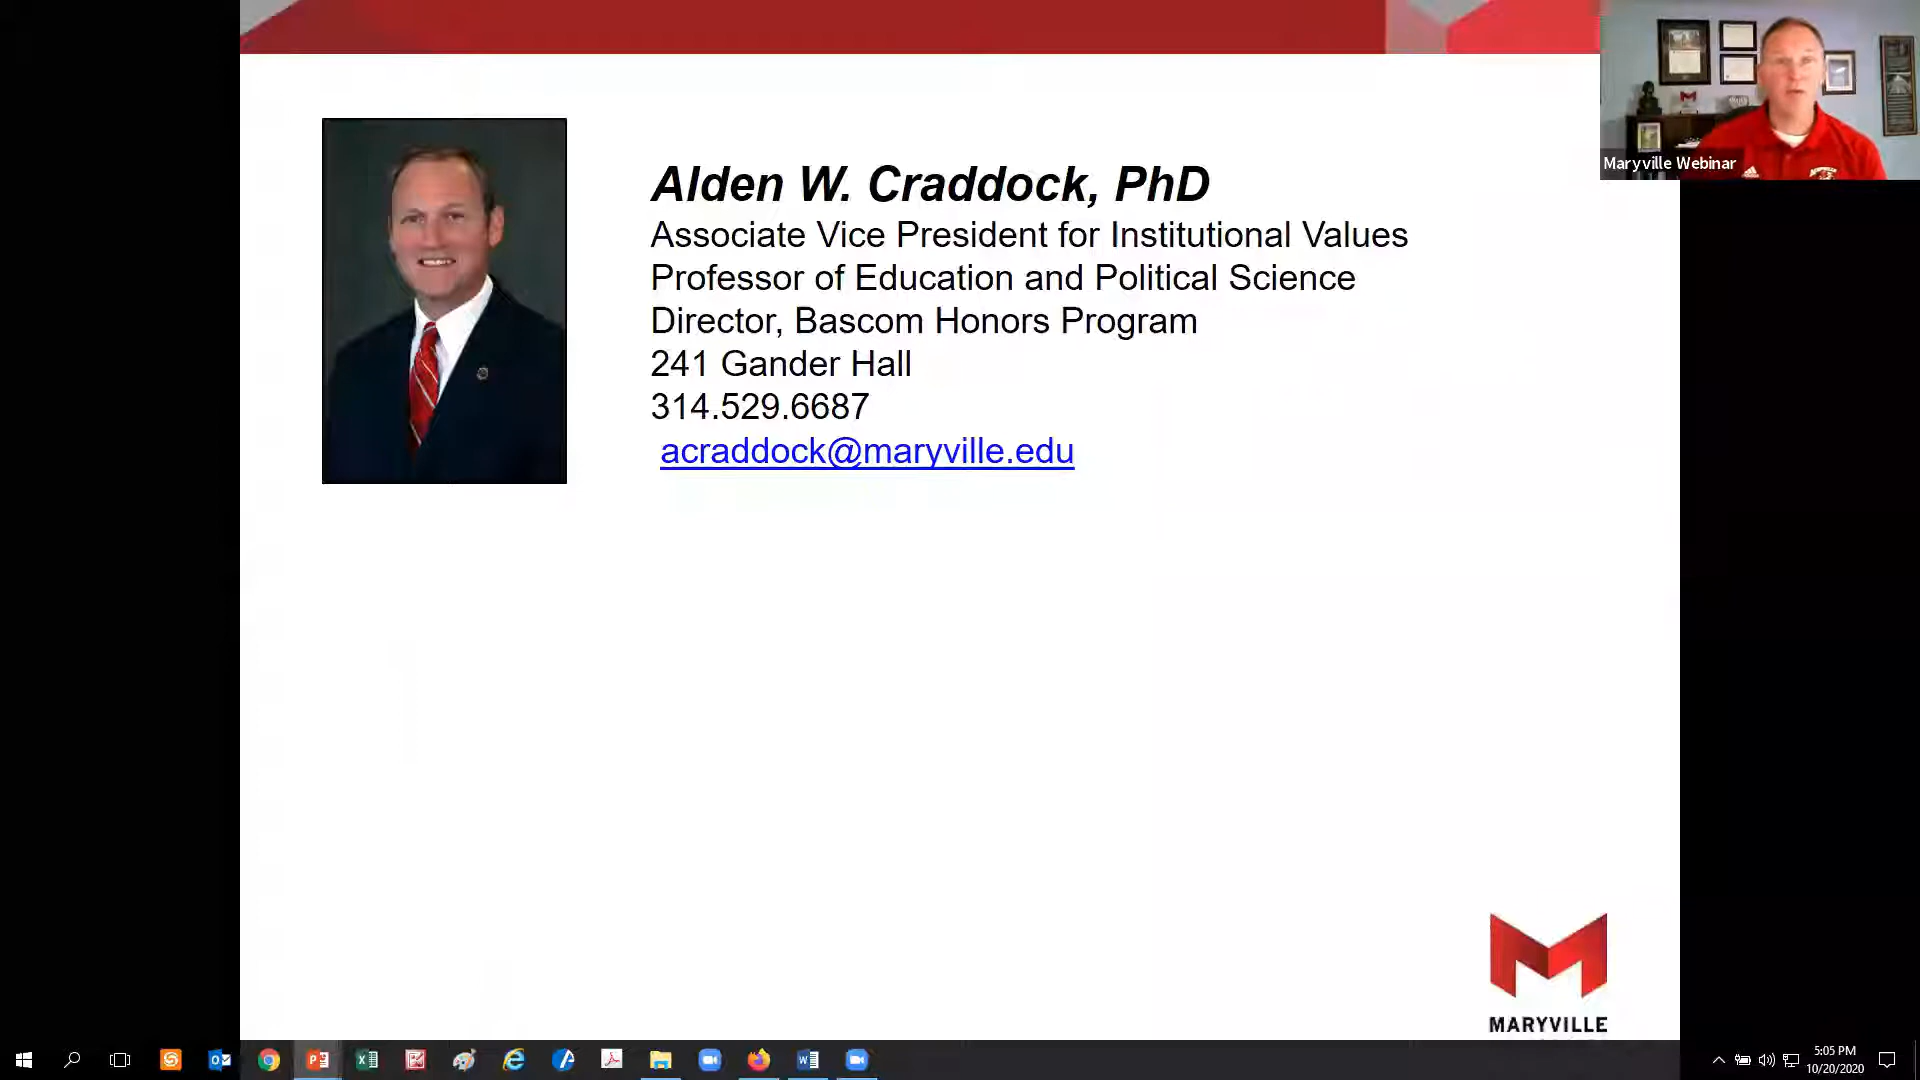 Maryville Webinar
Alden W. Craddock, PhD
Associate Vice President for Institutional Values
Professor of Education and Political Science
Director, Bascom Honors Program
241 Gander Hall
314.529.6687
acraddock@maryville.edu
MARYVILLE
5:05 PM
10/20/2020